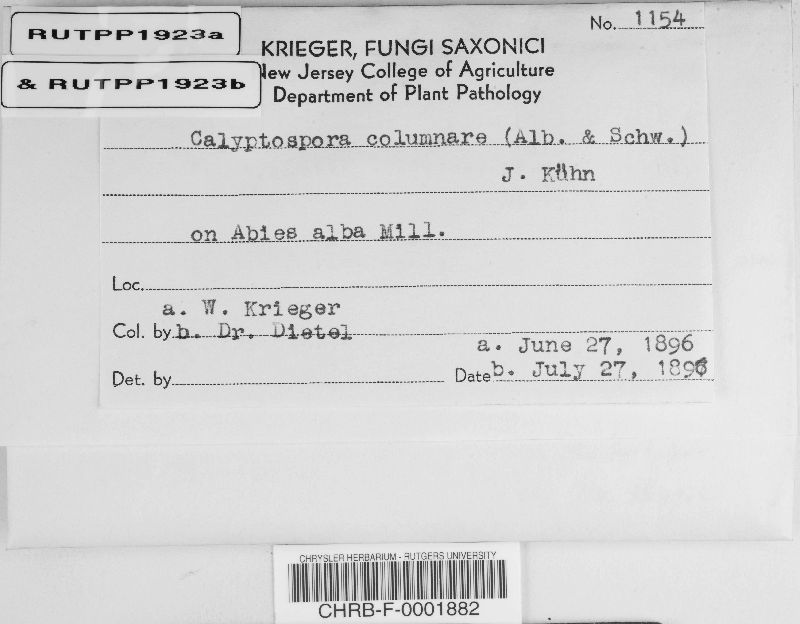 RUTPP1923a
& RUTPP1923b
No. 1154
KRIEGER, FUNGI SAXONICI
New Jersey College of Agriculture
Department of Plant Pathology
Calyptospora columnare (Alb. & Schw.)
J. Kühn
on Abies alba Mill.
Loc.
a. W. Krieger
Col. by b. Dr. Dietel
a. June 27, 1896
Det. by
Date b. July 27, 1896
CHRYSLER HERBARIUM - RUTGERS UNIVERSITY
CHRB-F-0001882